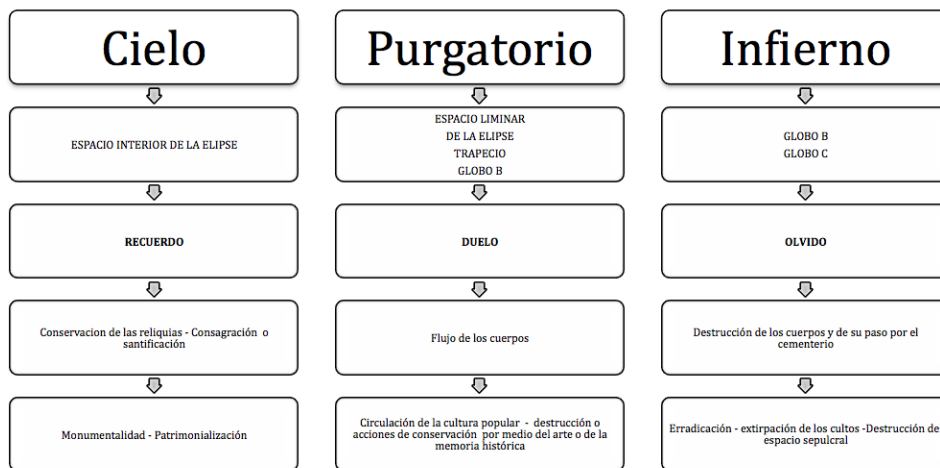 Cielo
ESPACIO INTERIOR DE LA ELIPSE
RECUERDO
Conservacion de las reliquias - Consagración o
santificación
Monumentalidad - Patrimonialización
Purgatorio
ESPACIO LIMINAR
DE LA ELIPSE
TRAPECIO
GLOBO B
DUELO
Flujo de los cuerpos
Circulación de la cultura popular - destrucción o
acciones de conservación por medio del arte o de la
memoria histórica
Infierno
GLOBO B
GLOBO C
OLVIDO
Destrucción de los cuerpos y de su paso por el
cementerio
Erradicación - extirpación de los cultos -Destrucción de
espacio sepulcral